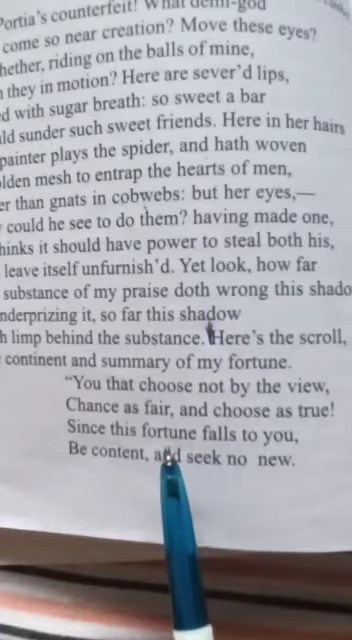 Portia's counterfeit! What demi-god
come so near creation? Move these eyes?
hether, riding on the balls of mine,
they in motion? Here are sever'd lips,
d with sugar breath: so sweet a bar
ld sunder such sweet friends. Here in her hairs
painter plays the spider, and hath woven
lden mesh to entrap the hearts of men,
er than gnats in cobwebs: but her eyes,—
could he see to do them? having made one,
hinks it should have power to steal both his,
leave itself unfurnish'd. Yet look, how far
substance of my praise doth wrong this shado
nderprizing it, so far this shadow
h limp behind the substance. Here's the scroll,
continent and summary of my fortune.
"You that choose not by the view,
Chance as fair, and choose as true!
Since this fortune falls to you,
Be content, and seek no new.